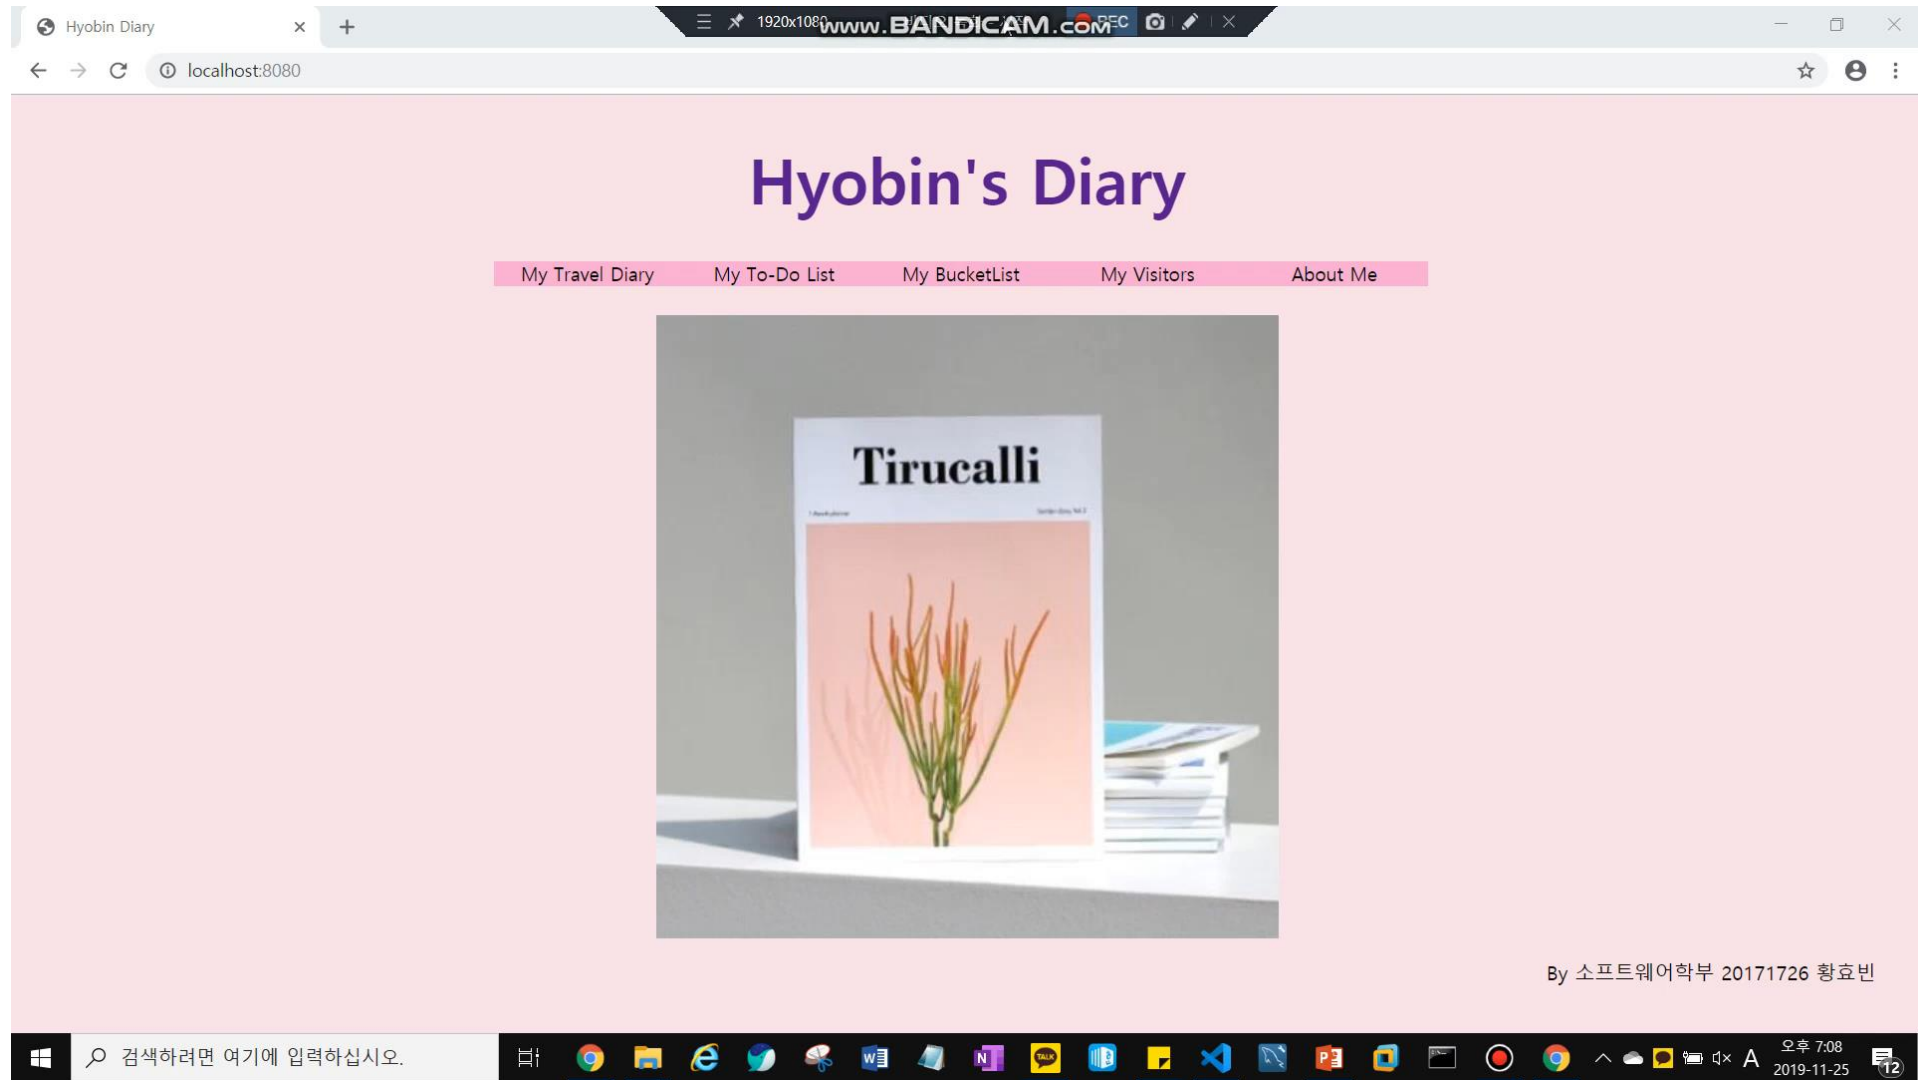 Hyobin Diary
1920x1080
www.BANDICAM.com
REC
localhost:8080
Hyobin's Diary
My Travel Diary My To-Do List My BucketList My Visitors About Me
Tirucalli
By 소프트웨어학부 20171726 황효빈
검색하려면 여기에 입력하십시오.
TALK
A
오후 7:08
2019-11-25
12